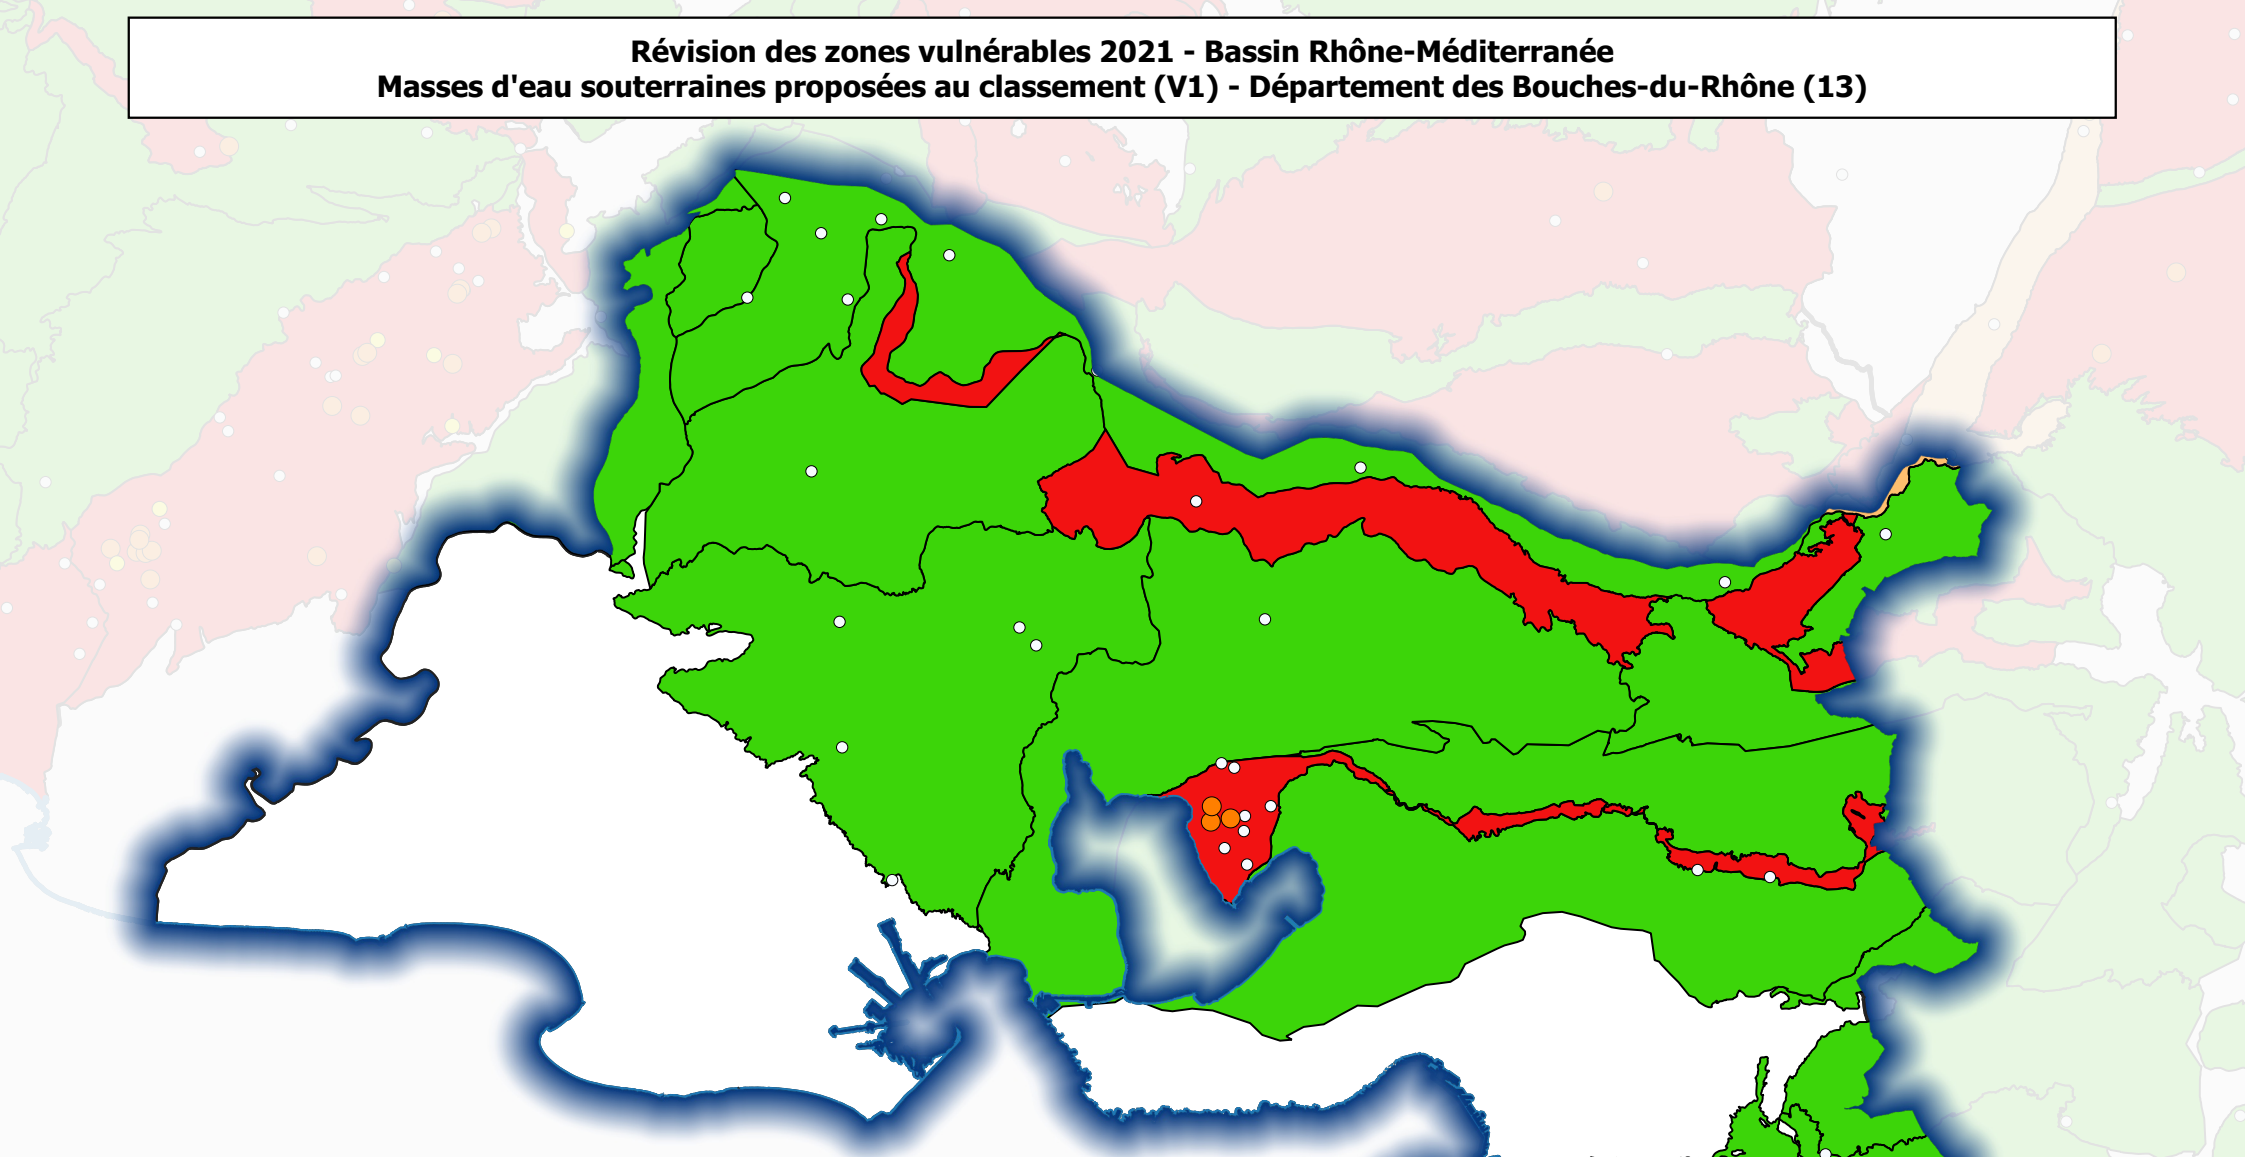 Révision des zones vulnérables 2021 - Bassin Rhône-Méditerranée
Masses d'eau souterraines proposées au classement (V1) - Département des Bouches-du-Rhône (13)